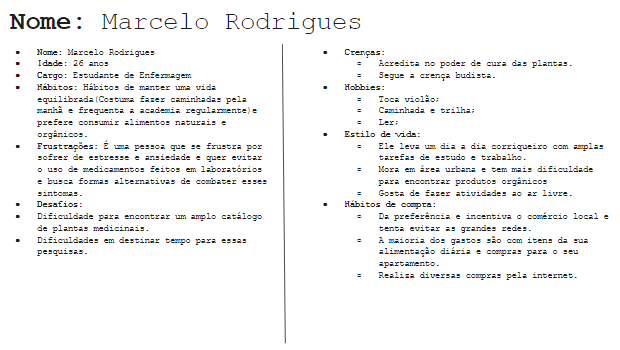 Nome: Marcelo Rodrigues
• Nome: Marcelo Rodrigues
• Idade: 26 anos
• Cargo: Estudante de Enfermagem
• Hábitos: Hábitos de manter uma vida
equilibrada(Costuma fazer caminhadas pela
manhã e frequenta a academia regularmente)e
prefere consumir alimentos naturais e
orgânicos.
• Frustrações: É uma pessoa que se frustra por
sofrer de estresse e ansiedade e quer evitar
o uso de medicamentos feitos em laboratórios
e busca formas alternativas de combater esses
sintomas.
• Desafios:
• Dificuldade para encontrar um amplo catálogo
de plantas medicinais.
• Dificuldades em destinar tempo para essas
pesquisas.
• Crenças:
○ Acredita no poder de cura das plantas.
○ Segue a crença budista.
• Hobbies:
○ Toca violão;
○ Caminhada e trilha;
○ Ler;
• Estilo de vida:
○ Ele leva um dia a dia corriqueiro com amplas
tarefas de estudo e trabalho.
○ Mora em área urbana e tem mais dificuldade
para encontrar produtos orgânicos
○ Gosta de fazer atividades ao ar livre.
• Hábitos de compra:
○ Da preferência e incentiva o comércio local e
tenta evitar as grandes redes.
○ A maioria dos gastos são com itens da sua
alimentação diária e compras para o seu
apartamento.
○ Realiza diversas compras pela internet.